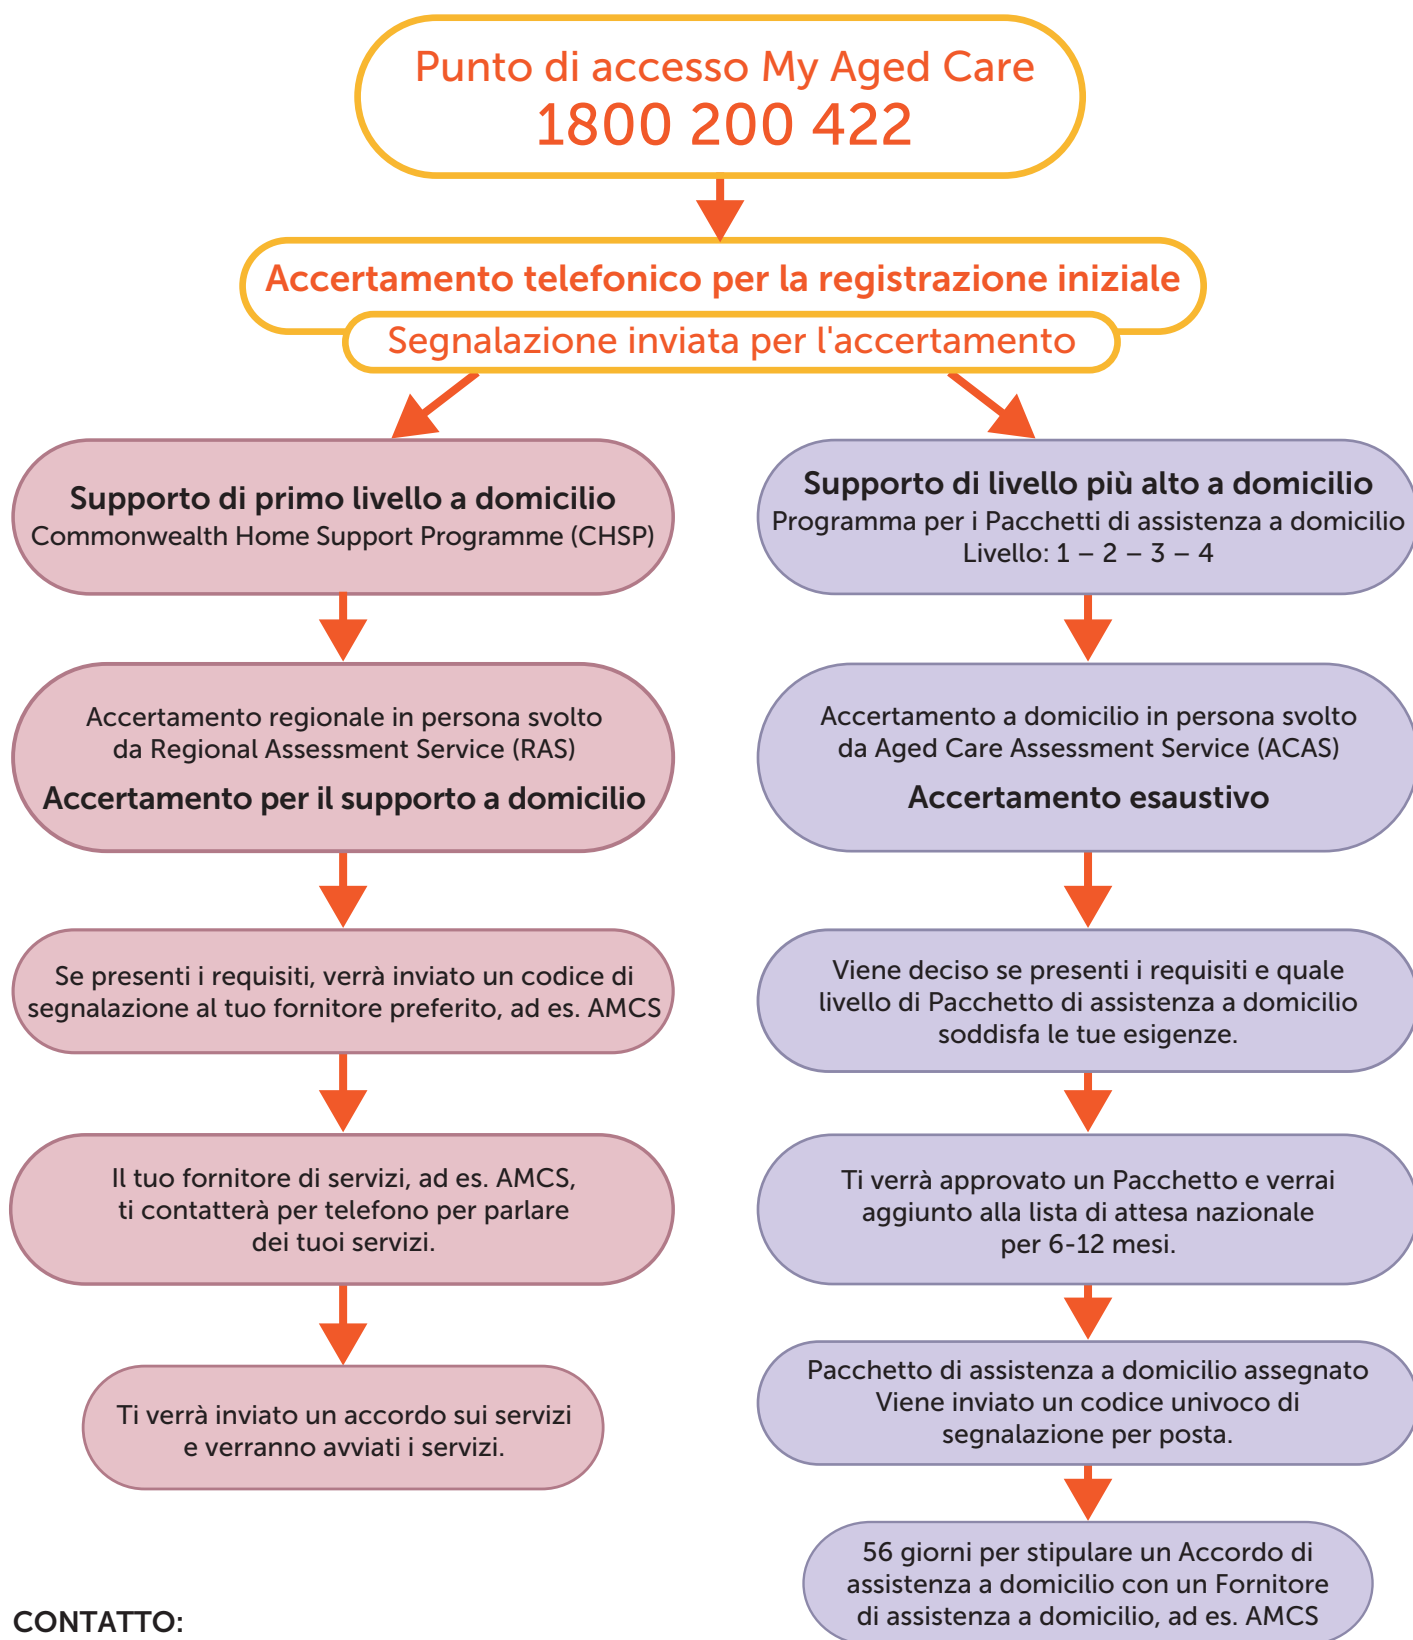 Punto di accesso My Aged Care
1800 200 422
Accertamento telefonico per la registrazione iniziale
Segnalazione inviata per l'accertamento
Supporto di primo livello a domicilio
Commonwealth Home Support Programme (CHSP)
Accertamento regionale in persona svolto
da Regional Assessment Service (RAS)
Accertamento per il supporto a domicilio
Se presenti i requisiti, verrà inviato un codice di
segnalazione al tuo fornitore preferito, ad es. AMCS
Il tuo fornitore di servizi, ad es. AMCS,
ti contatterà per telefono per parlare
dei tuoi servizi.
Ti verrà inviato un accordo sui servizi
e verranno avviati i servizi.
Supporto di livello più alto a domicilio
Programma per i Pacchetti di assistenza a domicilio
Livello: 1 – 2 – 3 – 4
Accertamento a domicilio in persona svolto
da Aged Care Assessment Service (ACAS)
Accertamento esaustivo
Viene deciso se presenti i requisiti e quale
livello di Pacchetto di assistenza a domicilio
soddisfa le tue esigenze.
Ti verrà approvato un Pacchetto e verrai
aggiunto alla lista di attesa nazionale
per 6-12 mesi.
Pacchetto di assistenza a domicilio assegnato
Viene inviato un codice univoco di
segnalazione per posta.
56 giorni per stipulare un Accordo di
assistenza a domicilio con un Fornitore
di assistenza a domicilio, ad es. AMCS
CONTATTO: